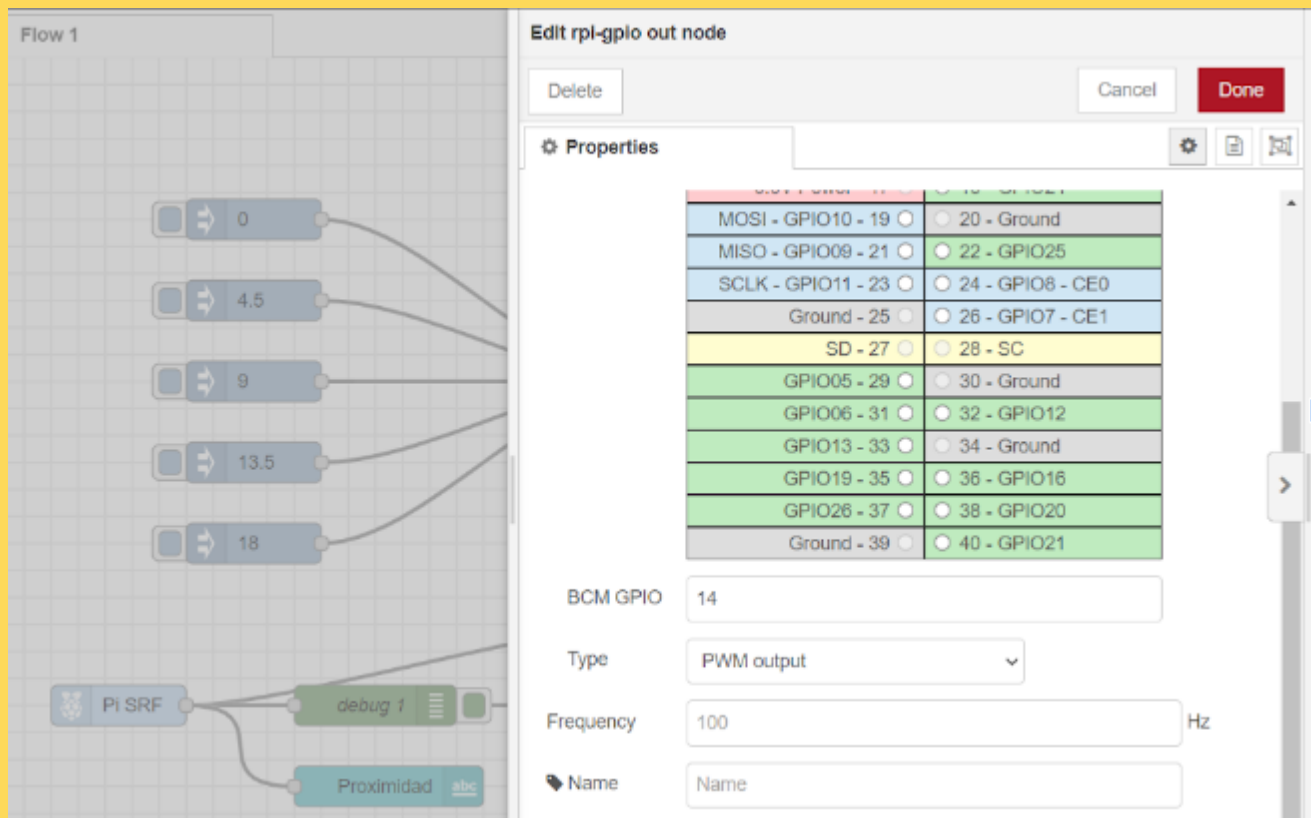 Flow 1
0
4.5
9
13.5
18
Pi SRF
debug 1
Proximidad
abc
Edit rpi-gpio out node
Delete
Cancel
Done
Properties
MOSI - GPIO10 - 19
20 - Ground
MISO - GPIO09 - 21
22 - GPIO25
SCLK - GPIO11 - 23
24 - GPIO8 - CE0
Ground - 25
26 - GPIO7 - CE1
SD - 27
28 - SC
GPIO05 - 29
30 - Ground
GPIO06 - 31
32 - GPIO12
GPIO13 - 33
34 - Ground
GPIO19 - 35
36 - GPIO16
GPIO26 - 37
38 - GPIO20
Ground - 39
40 - GPIO21
BCM GPIO
14
Type
PWM output
Frequency
100
Hz
Name
Name